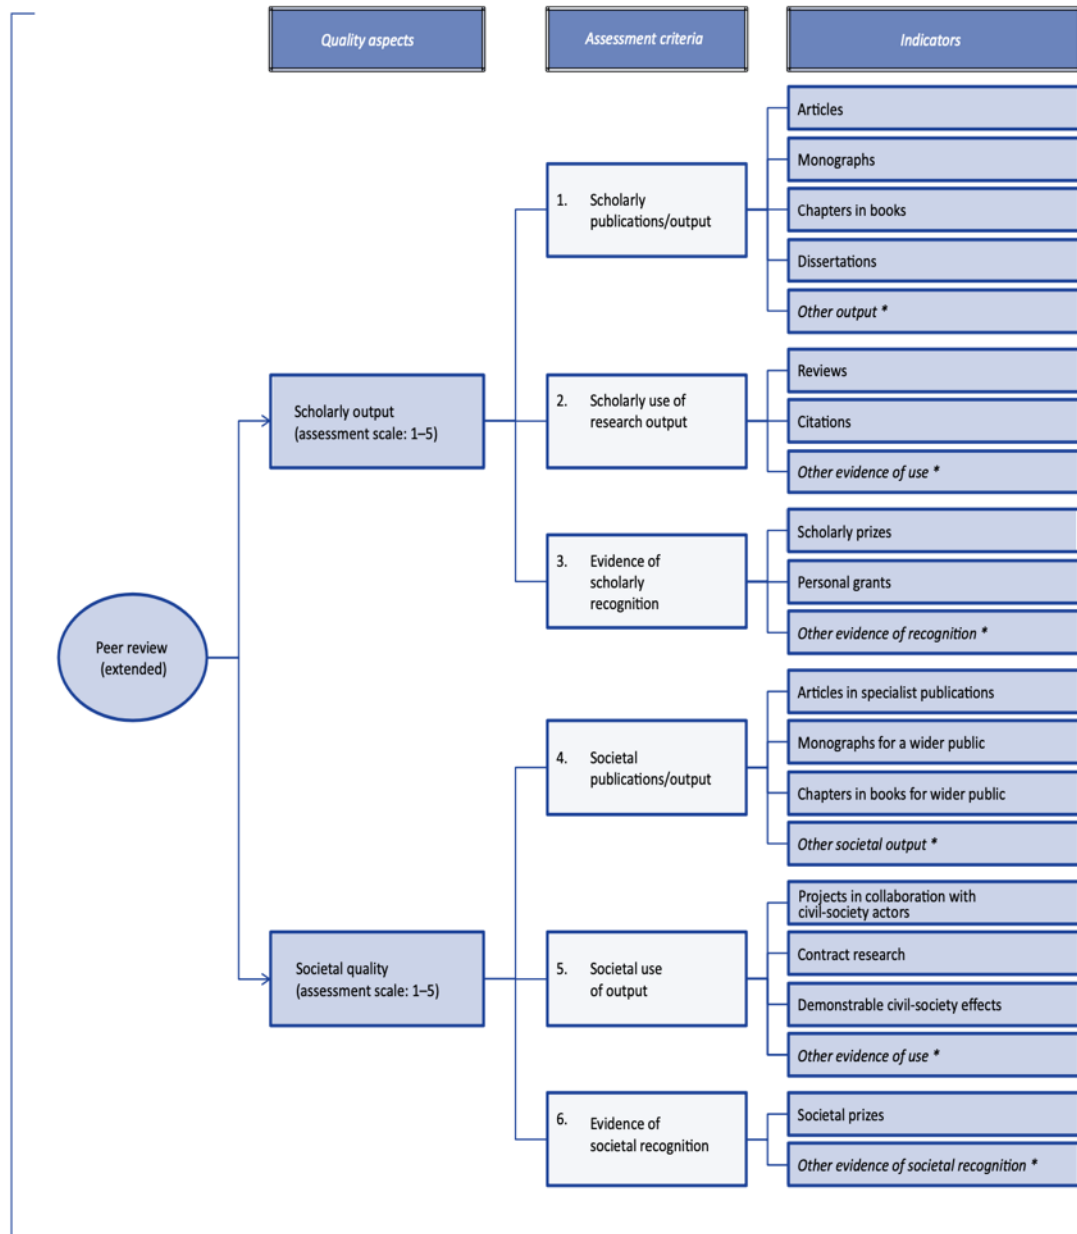 Quality aspects
Assessment criteria
Indicators
Articles
Monographs
1. Scholarly
publications/output
Chapters in books
Dissertations
Other output *
Reviews
Scholarly output
(assessment scale: 1–5)
2. Scholarly use of
research output
Citations
Other evidence of use *
Scholarly prizes
3. Evidence of
scholarly
recognition
Personal grants
Other evidence of recognition *
Peer review
(extended)
Articles in specialist publications
4. Societal
publications/output
Monographs for a wider public
Chapters in books for wider public
Other societal output *
Projects in collaboration with
civil-society actors
Societal quality
(assessment scale: 1–5)
5. Societal use
of output
Contract research
Demonstrable civil-society effects
Other evidence of use *
6. Evidence of
societal recognition
Societal prizes
Other evidence of societal recognition *